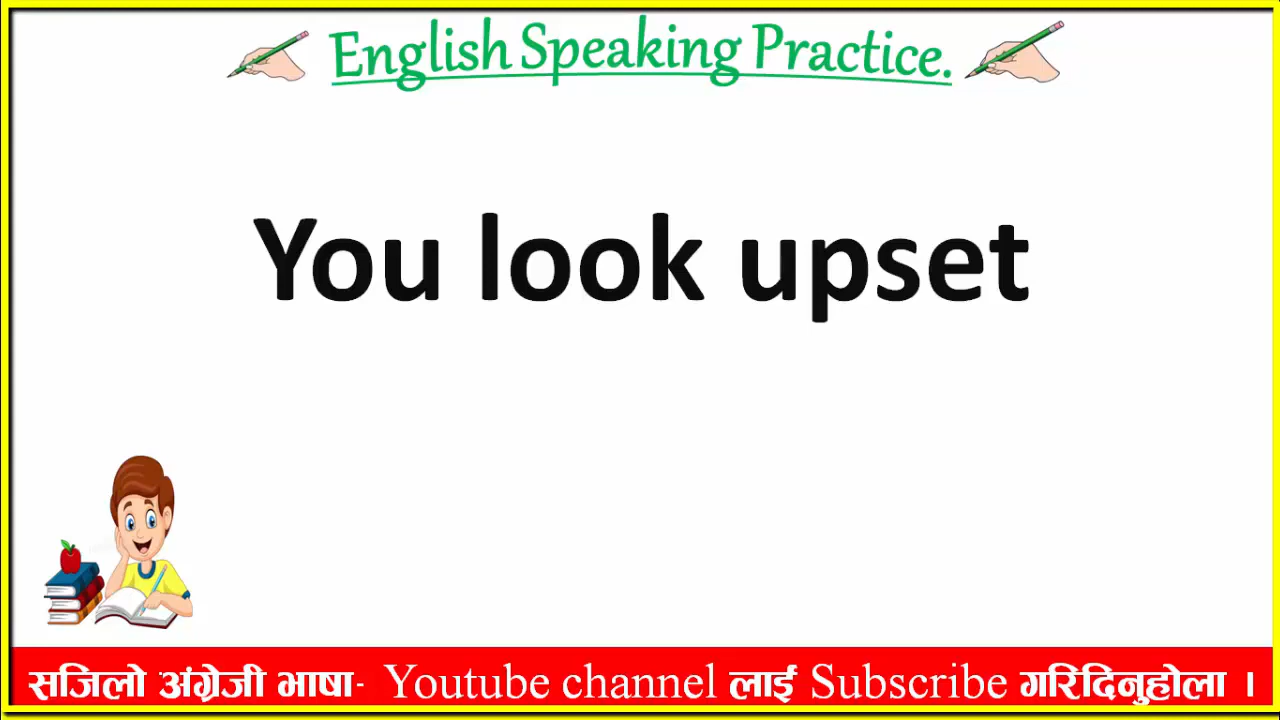 English Speaking Practice.
You look upset
सजिलो अंग्रेजी भाषा- Youtube channel लाई Subscribe गरिदिनुहोला ।